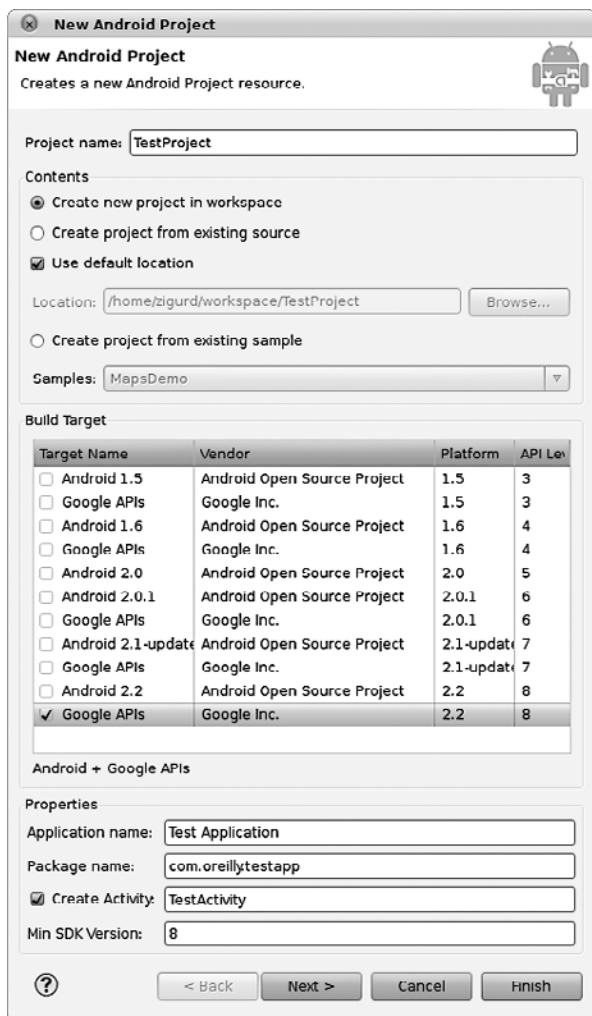 New Android Project
New Android Project
Creates a new Android Project resource.
Project name: TestProject
Contents
Create new project in workspace
Create project from existing source
Use default location
Location: /home/zigurd/workspace/TestProject Browse...
Create project from existing sample
Samples: MapsDemo
Build Target
Target Name Vendor Platform API Lev
Android 1.5 Android Open Source Project 1.5 3
Google APIs Google Inc. 1.5 3
Android 1.6 Android Open Source Project 1.6 4
Google APIs Google Inc. 1.6 4
Android 2.0 Android Open Source Project 2.0 5
Android 2.0.1 Android Open Source Project 2.0.1 6
Google APIs Google Inc. 2.0.1 6
Android 2.1-update Android Open Source Project 2.1-update 7
Google APIs Google Inc. 2.1-update 7
Android 2.2 Android Open Source Project 2.2 8
Google APIs Google Inc. 2.2 8
Android + Google APIs
Properties
Application name: Test Application
Package name: com.oreilly.testapp
Create Activity: TestActivity
Min SDK Version: 8
? < Back Next > Cancel Finish